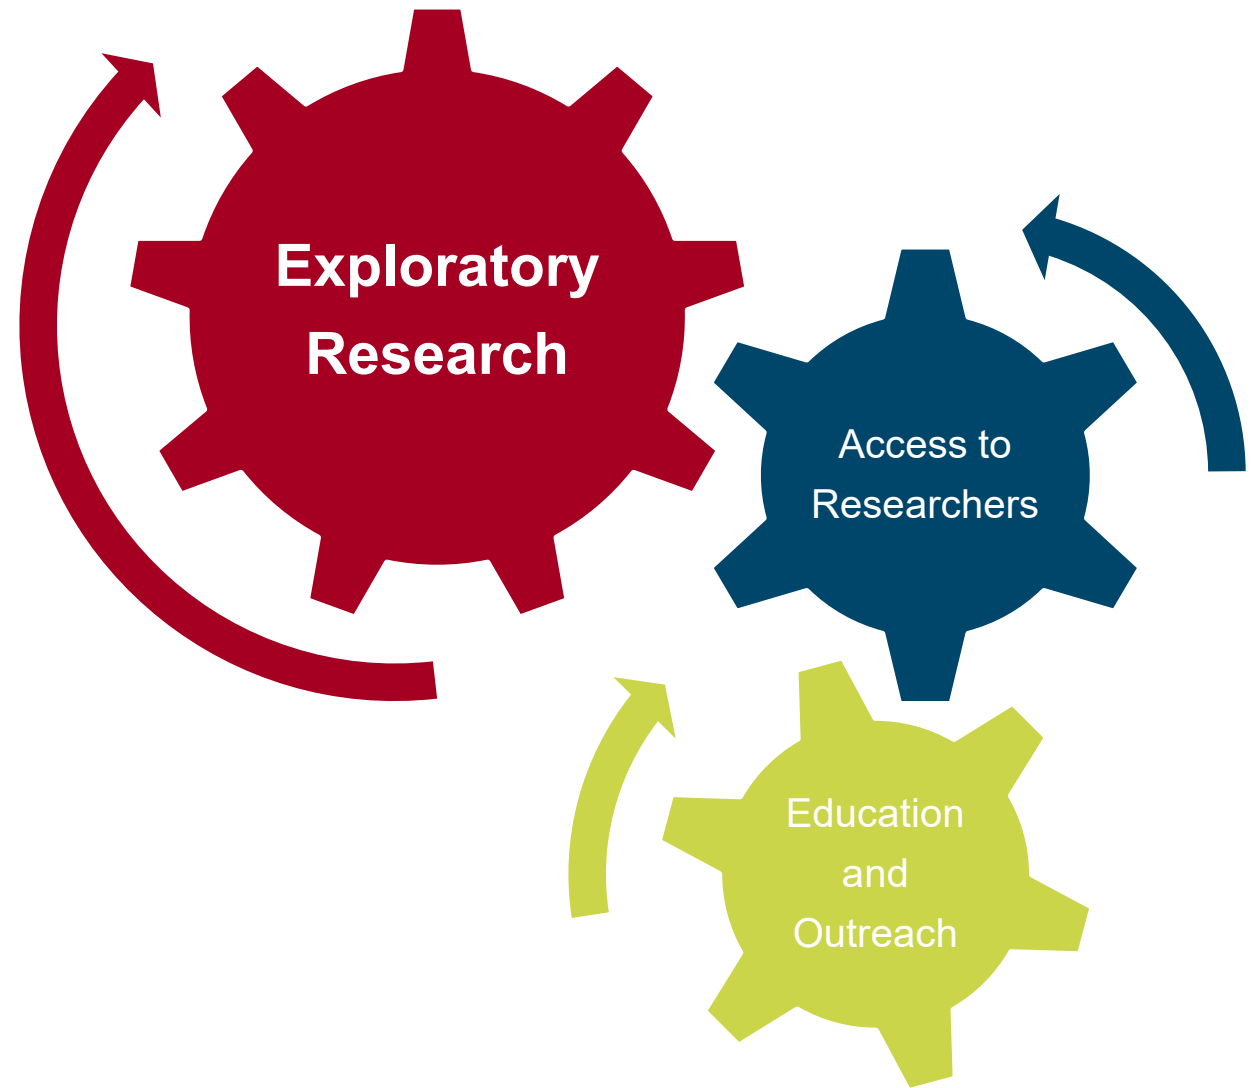 Exploratory
Research
Access to
Researchers
Education
and
Outreach